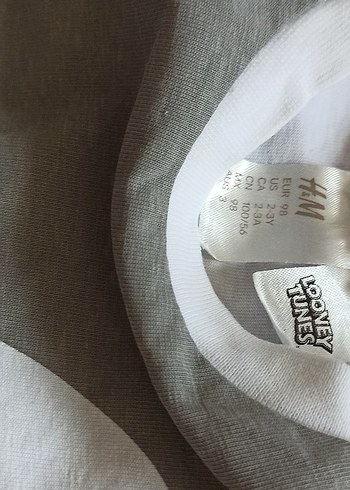 H&M
EUR 98
US 2-3Y
CA 2-3A
CN 100/56
MX 98
AUS 3
LOONEY
TUNES